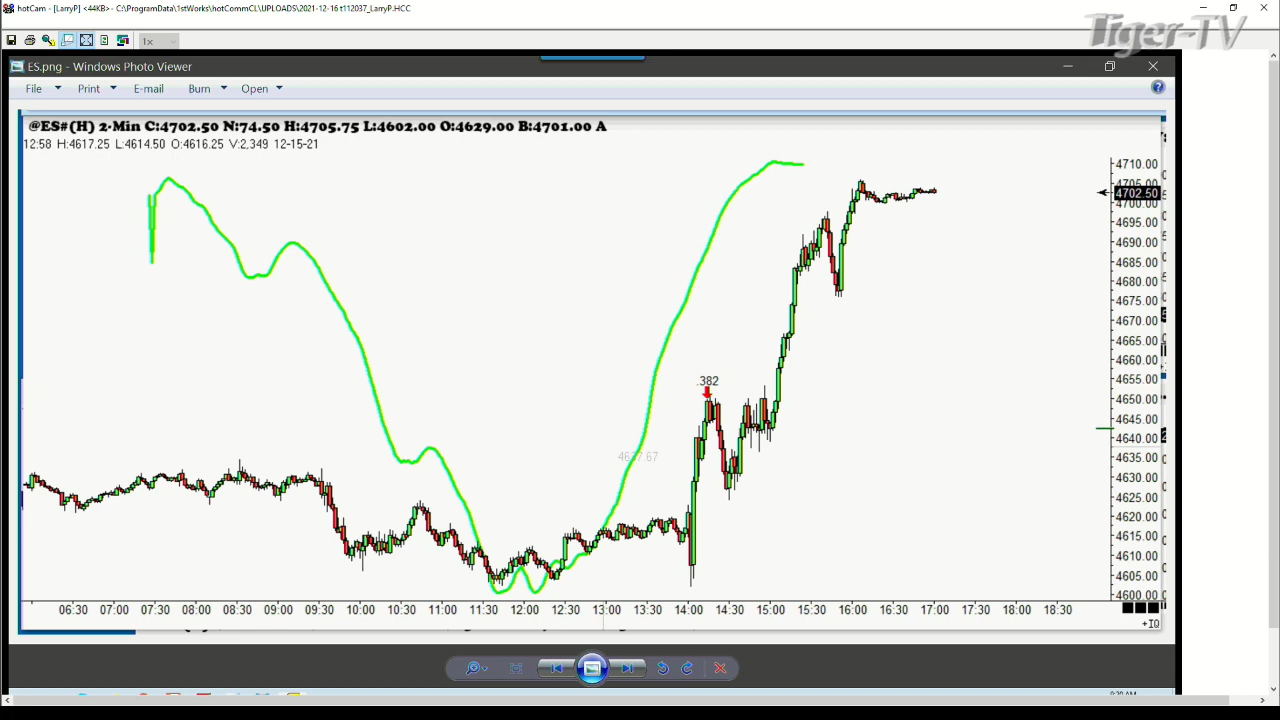 hotCam - [LarryP] <44KB>- C:\ProgramData\1stWorks\hotCommCL\UPLOADS\2021-12-16 t112037_LarryP.HCC
Tiger-TV
1x
ES.png - Windows Photo Viewer
File Print E-mail Burn Open
@ES#(H) 2-Min C:4702.50 N:74.50 H:4705.75 L:4602.00 O:4629.00 B:4701.00 A
12:58 H:4617.25 L:4614.50 O:4616.25 V:2,349 12-15-21
4710.00
4705.00
4702.50
4700.00
4695.00
4690.00
4685.00
4680.00
4675.00
4670.00
4665.00
4660.00
4655.00
.382
4650.00
4645.00
4640.00
4635.00
4630.00
4625.00
4620.00
4615.00
4610.00
4605.00
4600.00
06:30 07:00 07:30 08:00 08:30 09:00 09:30 10:00 10:30 11:00 11:30 12:00 12:30 13:00 13:30 14:00 14:30 15:00 15:30 16:00 16:30 17:00 17:30 18:00 18:30
+IQ